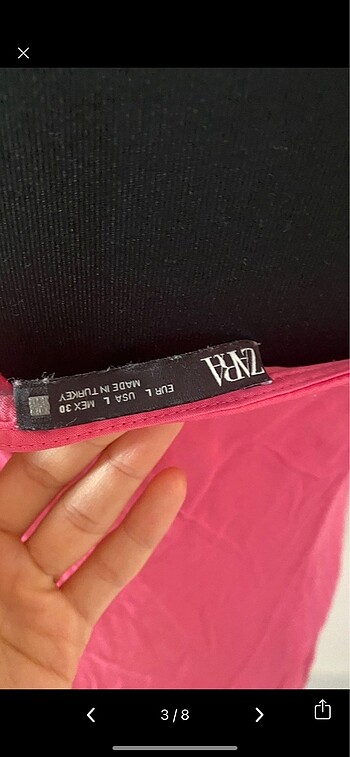 ZARA
EUR L USA L MEX 30
MADE IN TURKEY
3 / 8